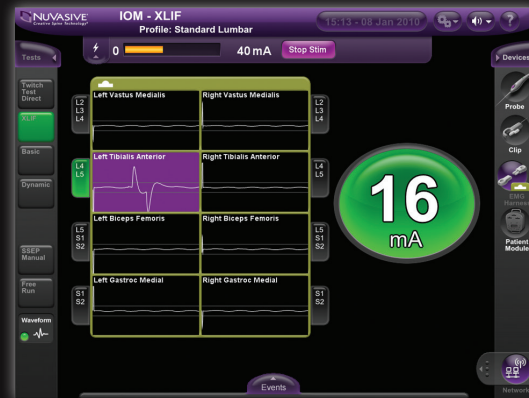 NUVASIVE
Creative Spine Technology
IOM - XLIF
Profile: Standard Lumbar
15:13 - 08 Jan 2010
?
Tests
0
40 mA
Stop Stim
Devices
Twitch
Test
Direct
XLIF
Basic
Dynamic
SSEP
Manual
Free
Run
Waveform
L2
L3
L4
Left Vastus Medialis
Right Vastus Medialis
L2
L3
L4
L4
L5
Left Tibialis Anterior
Right Tibialis Anterior
L4
L5
L5
S1
S2
Left Biceps Femoris
Right Biceps Femoris
L5
S1
S2
S1
S2
Left Gastroc Medial
Right Gastroc Medial
S1
S2
16
mA
Probe
Clip
EMG
Harness
Patient
Module
Network
Events